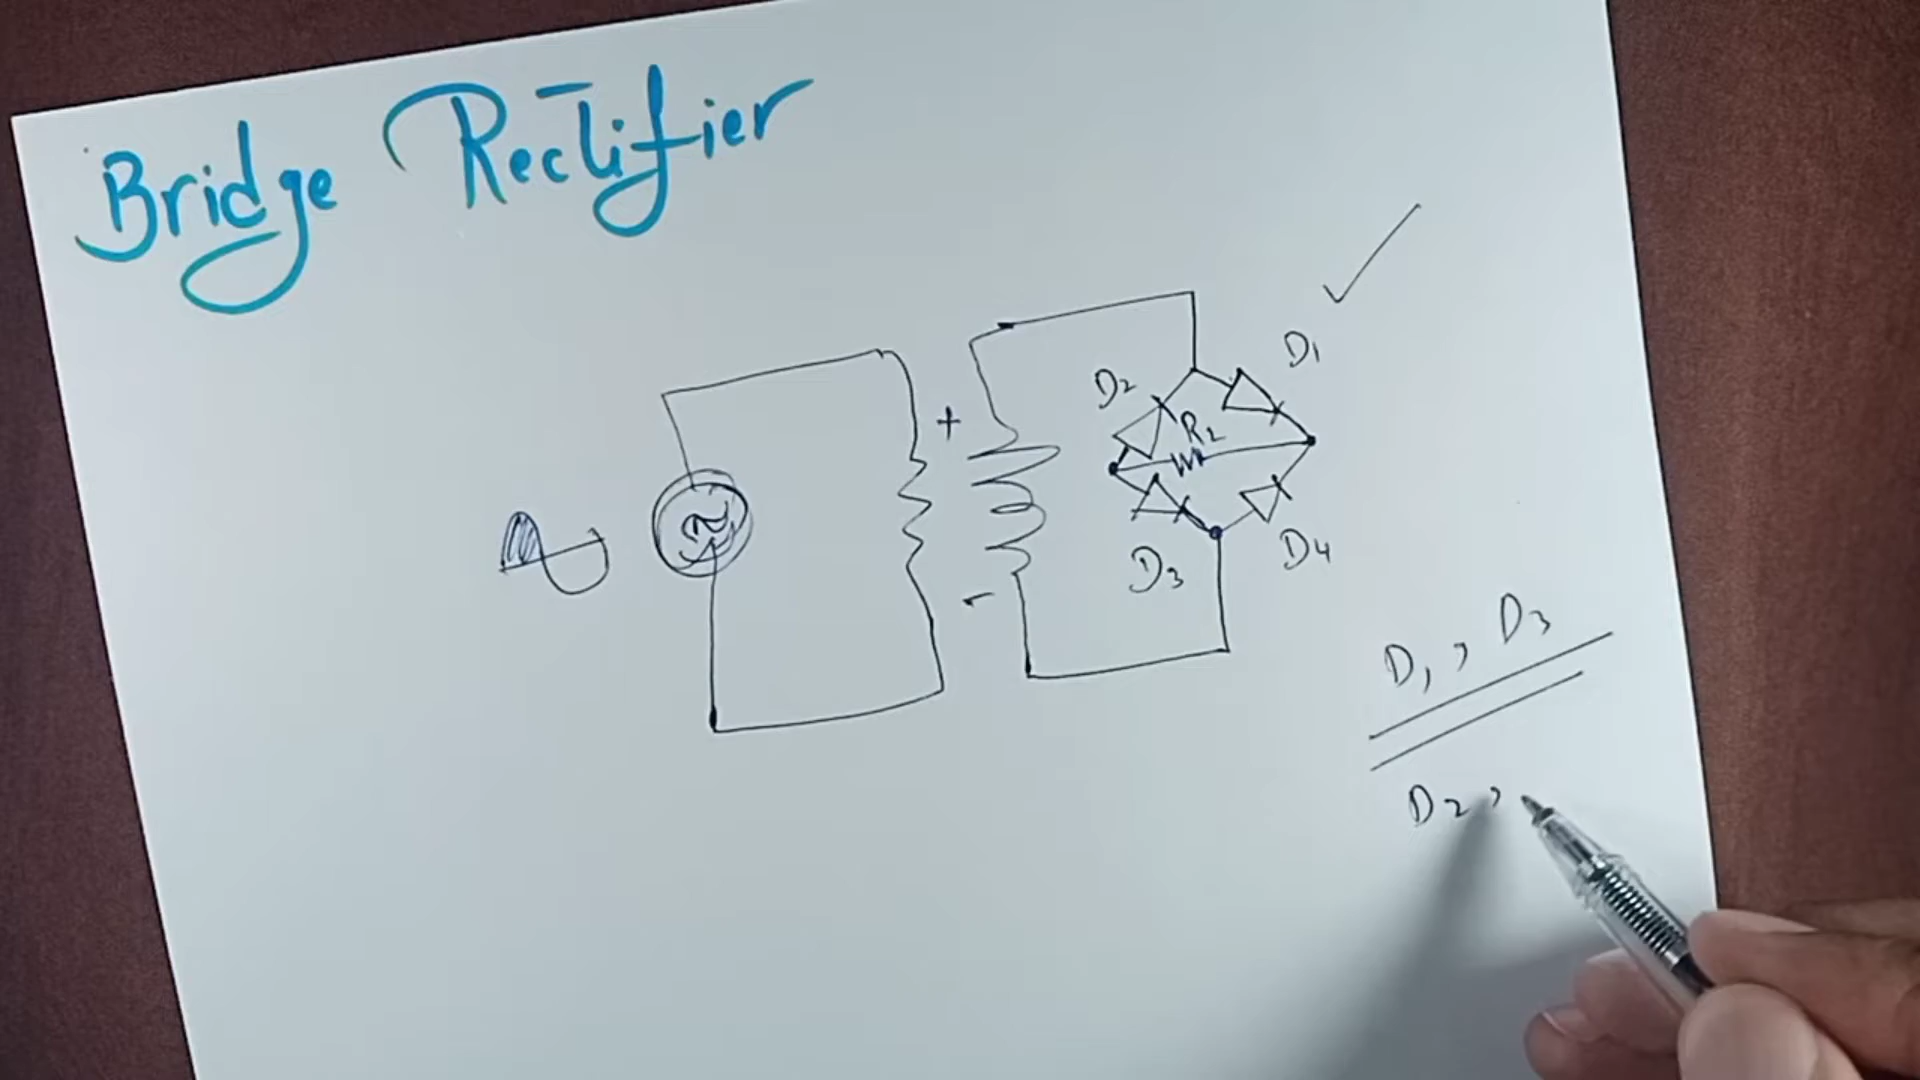 Bridge Rectifier
D1
D2
R2
+
-
D3
D4
D1, D3
D2,